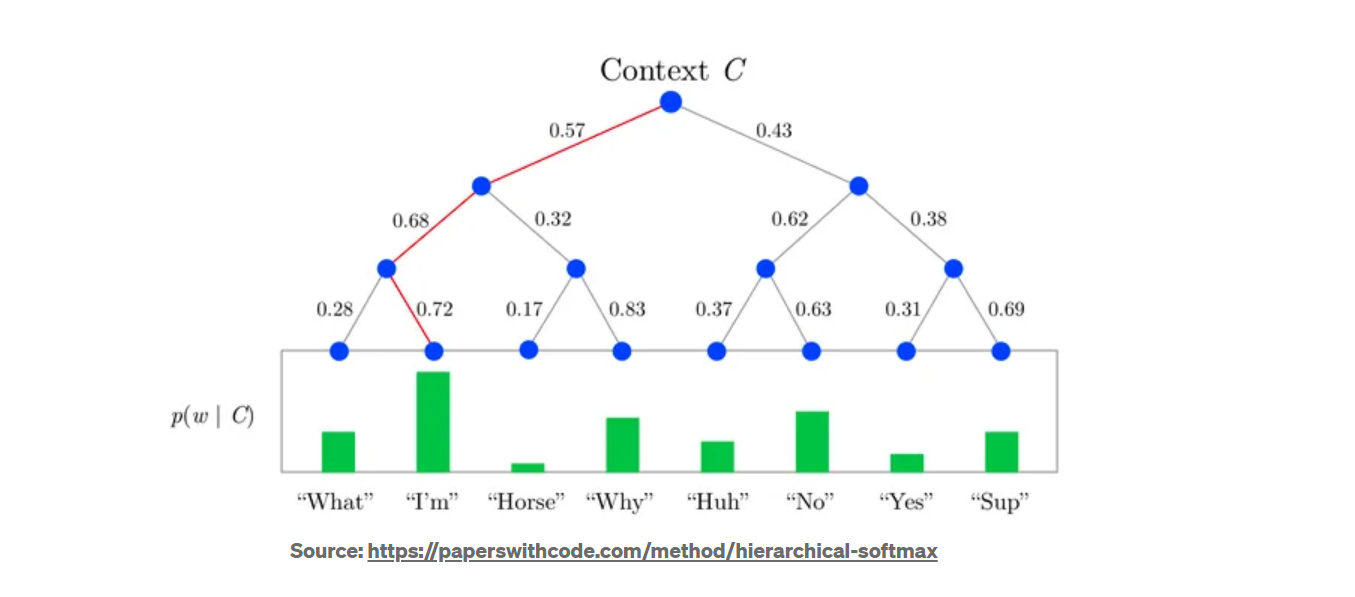 Context C
0.57 0.43
0.68 0.32 0.62 0.38
0.28 0.72 0.17 0.83 0.37 0.63 0.31 0.69
p(w | C)
“What” “I’m” “Horse” “Why” “Huh” “No” “Yes” “Sup”
Source: https://paperswithcode.com/method/hierarchical-softmax